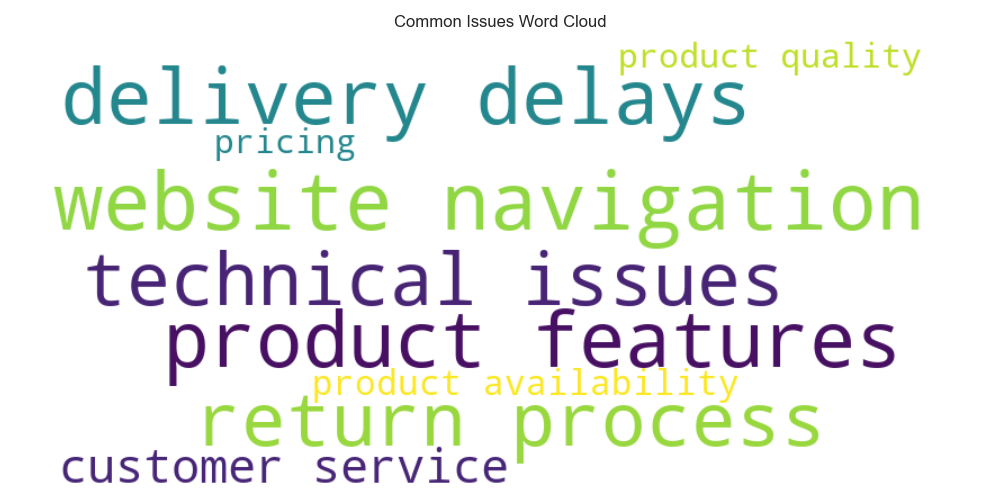 Common Issues Word Cloud
product quality
delivery delays
pricing
website navigation
technical issues
product features
product availability
return process
customer service